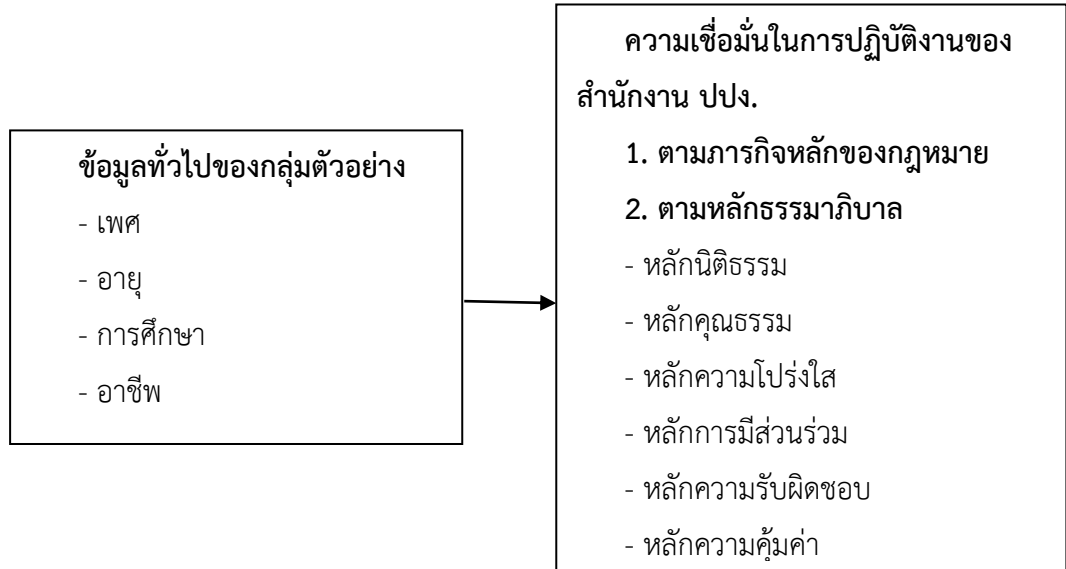 ข้อมูลทั่วไปของกลุ่มตัวอย่าง
- เพศ
- อายุ
- การศึกษา
- อาชีพ
ความเชื่อมั่นในการปฏิบัติงานของ
สำนักงาน ปปง.
1. ตามภารกิจหลักของกฎหมาย
2. ตามหลักธรรมาภิบาล
- หลักนิติธรรม
- หลักคุณธรรม
- หลักความโปร่งใส
- หลักการมีส่วนร่วม
- หลักความรับผิดชอบ
- หลักความคุ้มค่า